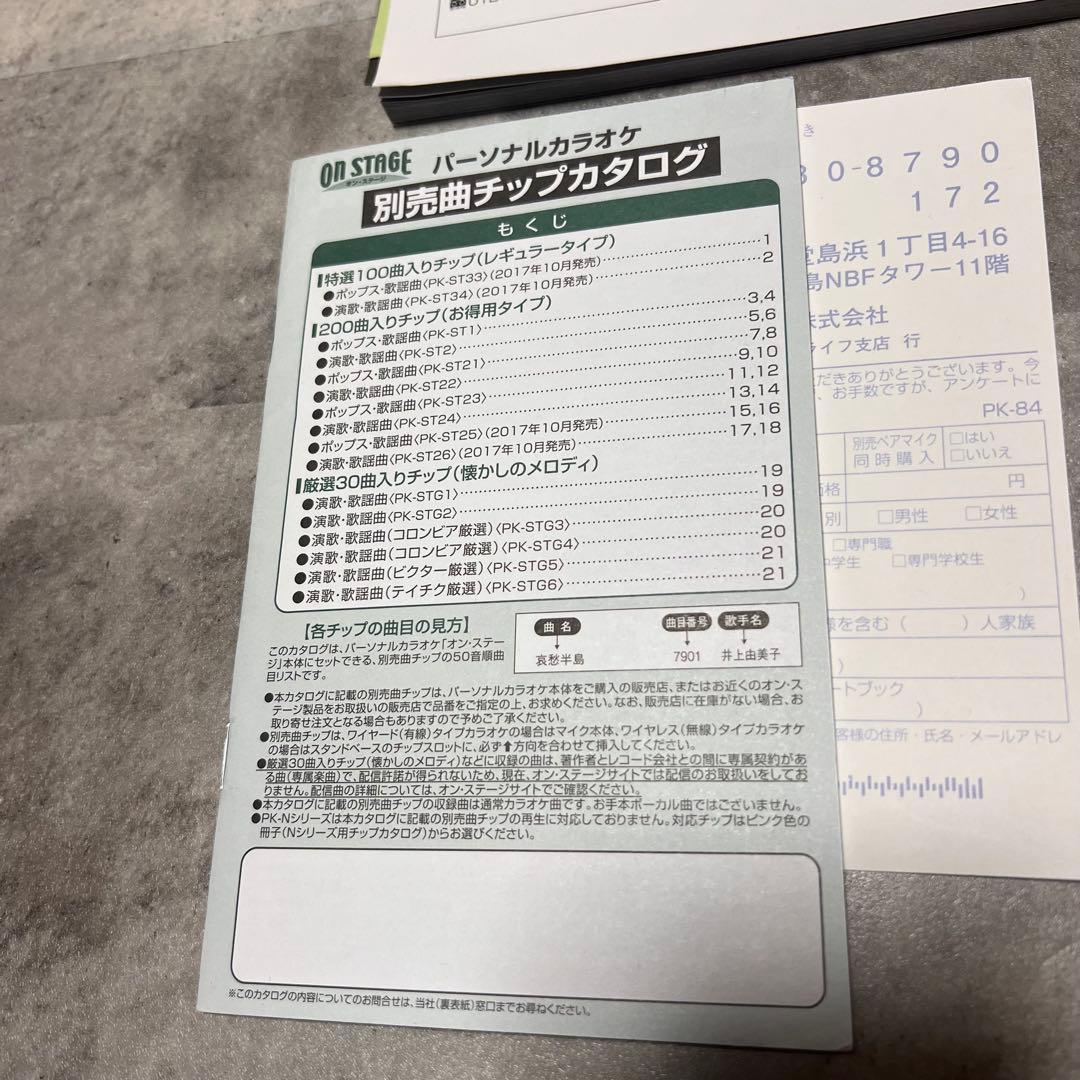 ON STAGE
オン・ステージ
パーソナルカラオケ
別売曲チップカタログ
もくじ
特選100曲入りチップ(レギュラータイプ)
●ポップス・歌謡曲〈PK-ST33〉(2017年10月発売)……1
●演歌・歌謡曲〈PK-ST34〉(2017年10月発売)……2
200曲入りチップ(お得用タイプ)
●ポップス・歌謡曲〈PK-ST1〉……3,4
●演歌・歌謡曲〈PK-ST2〉……5,6
●ポップス・歌謡曲〈PK-ST21〉……7,8
●演歌・歌謡曲〈PK-ST22〉……9,10
●ポップス・歌謡曲〈PK-ST23〉……11,12
●演歌・歌謡曲〈PK-ST24〉……13,14
●ポップス・歌謡曲〈PK-ST25〉(2017年10月発売)……15,16
●演歌・歌謡曲〈PK-ST26〉(2017年10月発売)……17,18
厳選30曲入りチップ(懐かしのメロディ)
●演歌・歌謡曲〈PK-STG1〉……19
●演歌・歌謡曲〈PK-STG2〉……19
●演歌・歌謡曲(コロンビア厳選)〈PK-STG3〉……20
●演歌・歌謡曲(コロンビア厳選)〈PK-STG4〉……20
●演歌・歌謡曲(ビクター厳選)〈PK-STG5〉……21
●演歌・歌謡曲(テイチク厳選)〈PK-STG6〉……21
【各チップの曲目の見方】
このカタログは、パーソナルカラオケ「オン・ステー
ジ」本体にセットできる、別売曲チップの50音順曲
目リストです。
曲名 曲目番号 歌手名
哀愁半島 7901 井上由美子
●本カタログに記載の別売曲チップは、パーソナルカラオケ本体をご購入の販売店、またはお近くのオン・ス
テージ製品をお取扱いの販売店で品番をご指定の上、お求めください。なお、販売店に在庫がない場合、お
取り寄せ注文となる場合もありますので予めご了承ください。
●別売曲チップは、ワイヤード(有線)タイプカラオケの場合はマイク本体、ワイヤレス(無線)タイプカラオケ
の場合はスタンドベースのチップスロットに、必ず⬆方向を合わせて挿入してください。
●厳選30曲入りチップ(懐かしのメロディ)などに収録の曲は、著作者とレコード会社との間に専属契約があ
る曲(専属楽曲)で、配信許諾が得られないため、現在、オン・ステージサイトでは配信のお取扱いをしてお
りません。配信曲の詳細については、オン・ステージサイトでご確認ください。
●本カタログに記載の別売曲チップの収録曲は通常カラオケ曲です。お手本ボーカル曲ではございません。
●PK-Nシリーズは本カタログに記載の別売曲チップの再生に対応しておりません。対応チップはピンク色の
冊子(Nシリーズ用チップカタログ)からお選びください。
※このカタログの内容についてのお問合せは、当社(裏表紙)窓口までお尋ねください。
き
30-8790
172
堂島浜1丁目4-16
島NBFタワー11階
株式会社
ライフ支店 行
だきありがとうございます。今
、お手数ですが、アンケートに
PK-84
別売ペアマイク
同時購入
□はい
□いいえ
価格 円
別 □男性 □女性
□専門職
中学生 □専門学校生
)
様を含む( )人家族
)
ートブック
)
客様の住所・氏名・メールアドレ